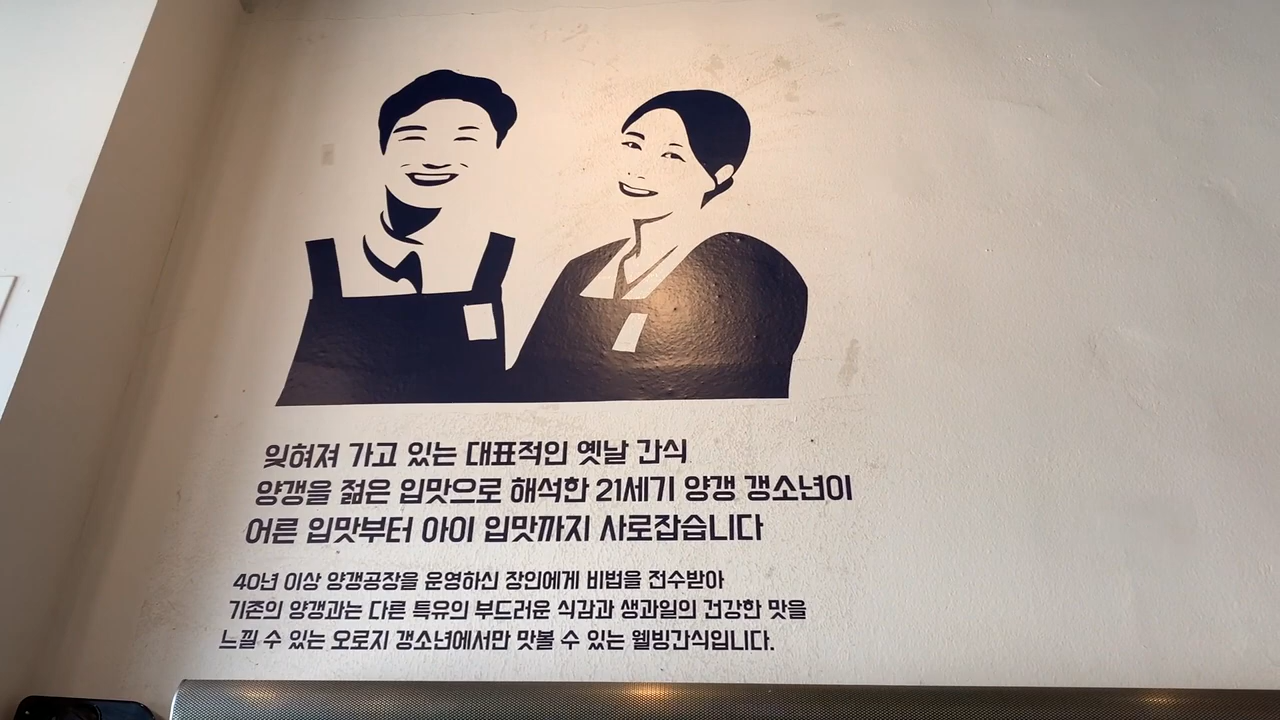 잊혀져 가고 있는 대표적인 옛날 간식
양갱을 젊은 입맛으로 해석한 21세기 양갱 갱소년이
어른 입맛부터 아이 입맛까지 사로잡습니다
40년 이상 양갱공장을 운영하신 장인에게 비법을 전수받아
기존의 양갱과는 다른 특유의 부드러운 식감과 생과일의 건강한 맛을
느낄 수 있는 오로지 갱소년에서만 맛볼 수 있는 웰빙간식입니다.